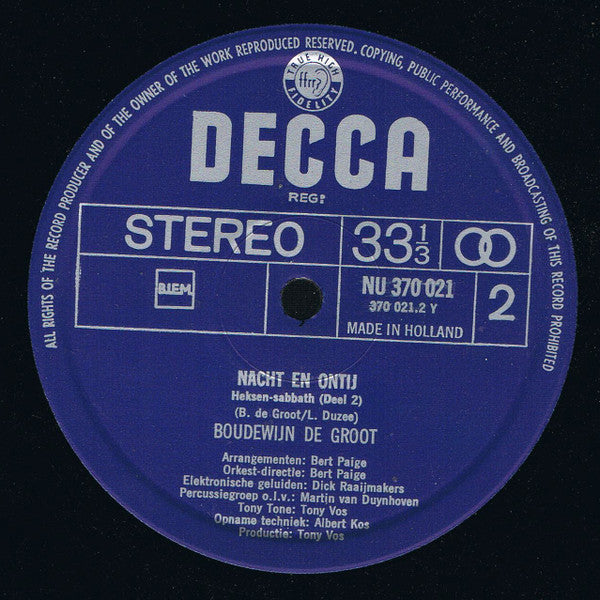 ALL RIGHTS OF THE RECORD PRODUCER AND OF THE OWNER OF THE WORK REPRODUCED RESERVED. COPYING, PUBLIC PERFORMANCE AND BROADCASTING OF THIS RECORD PROHIBITED
TRUE HIGH
ffrr
FIDELITY
DECCA
REGD
STEREO
33 1/3
B.I.E.M.
NU 370 021
370 021.2 Y
MADE IN HOLLAND
2
NACHT EN ONTIJ
Heksen-sabbath (Deel 2)
(B. de Groot/L. Duzee)
BOUDEWIJN DE GROOT
Arrangementen: Bert Paige
Orkest-directie: Bert Paige
Elektronische geluiden: Dick Raaijmakers
Percussiegroep o.l.v.: Martin van Duynhoven
Tony Tone: Tony Vos
Opname techniek: Albert Kos
Productie: Tony Vos